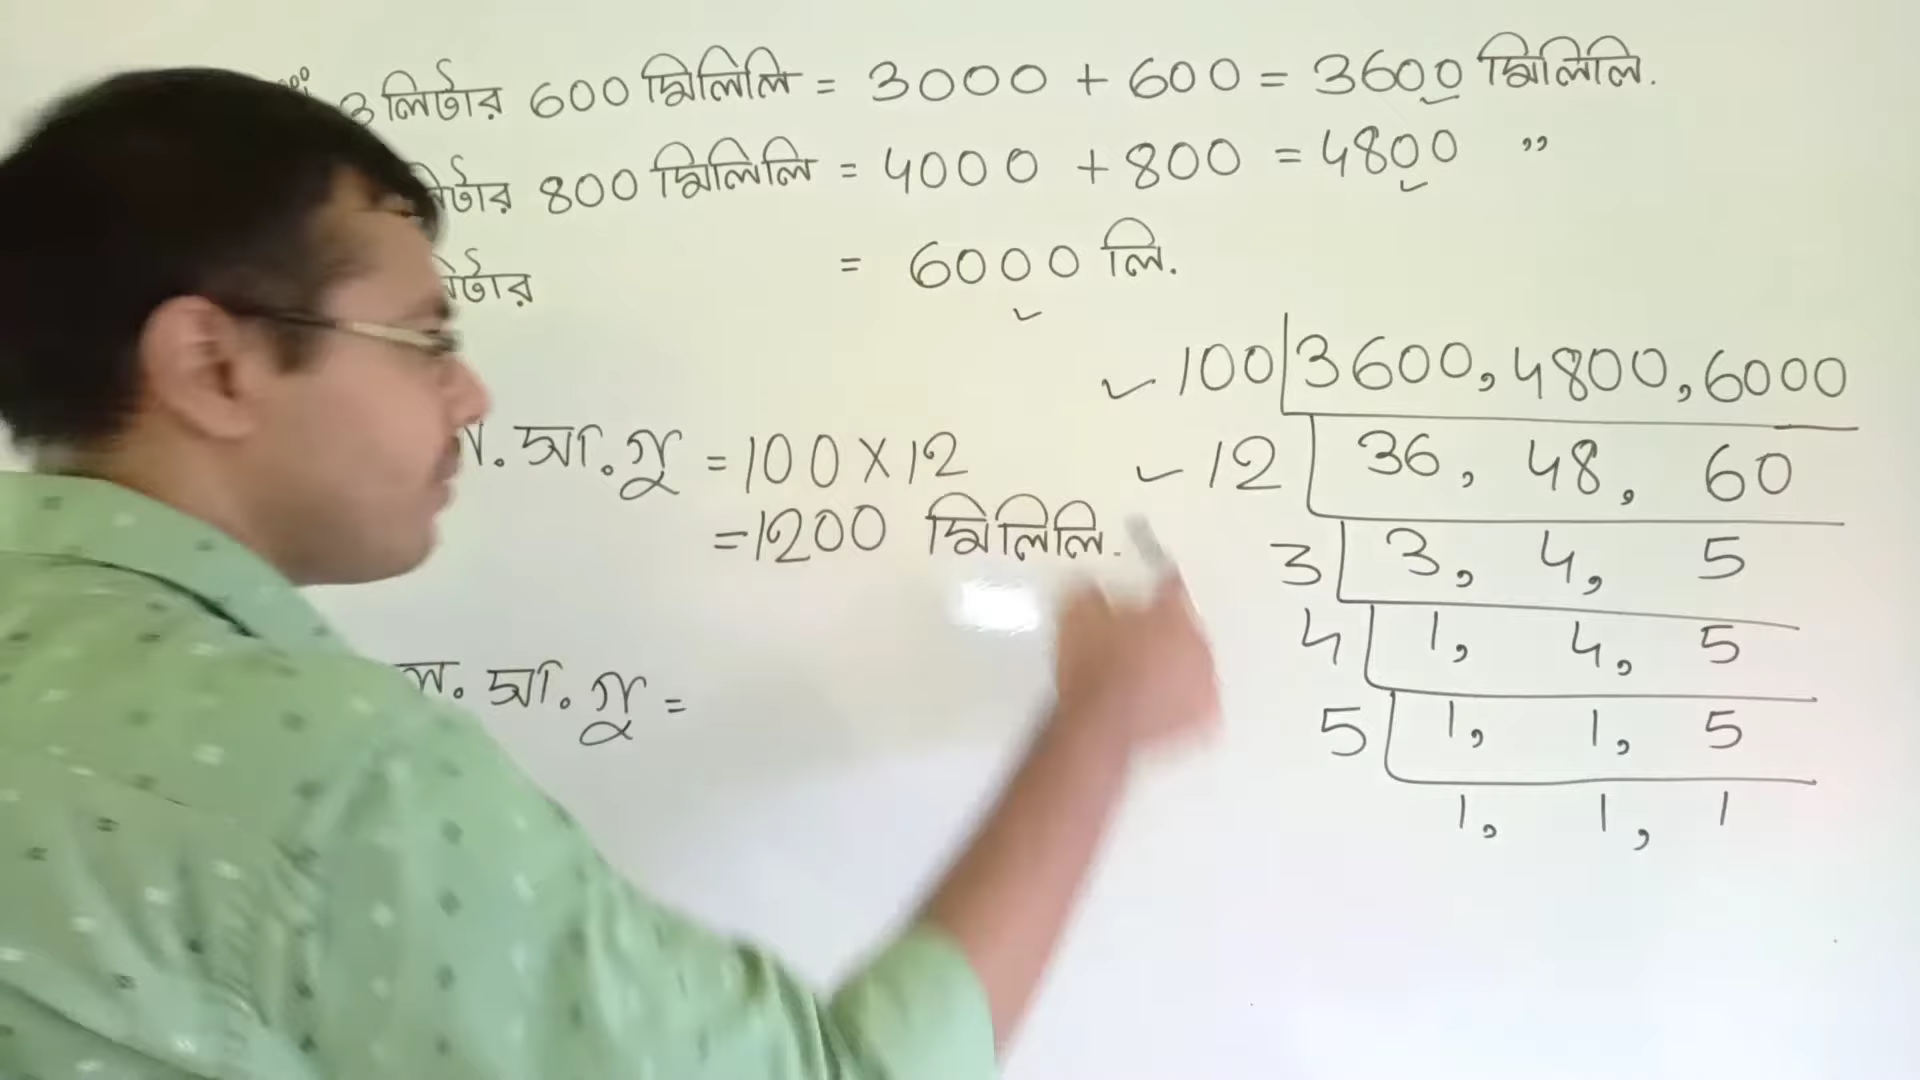 3 লিটার 600 মিলিলি = 3000 + 600 = 3600 মিলিলি.
800 মিলিলি = 4000 + 800 = 4800 ”
= 6000 লি.
100 3600, 4800, 6000
সা.গু = 100 X 12
12 36, 48, 60
= 1200 মিলিলি.
3 3, 4, 5
4 1, 4, 5
ল. সা. গু =
5 1, 1, 5
1, 1, 1